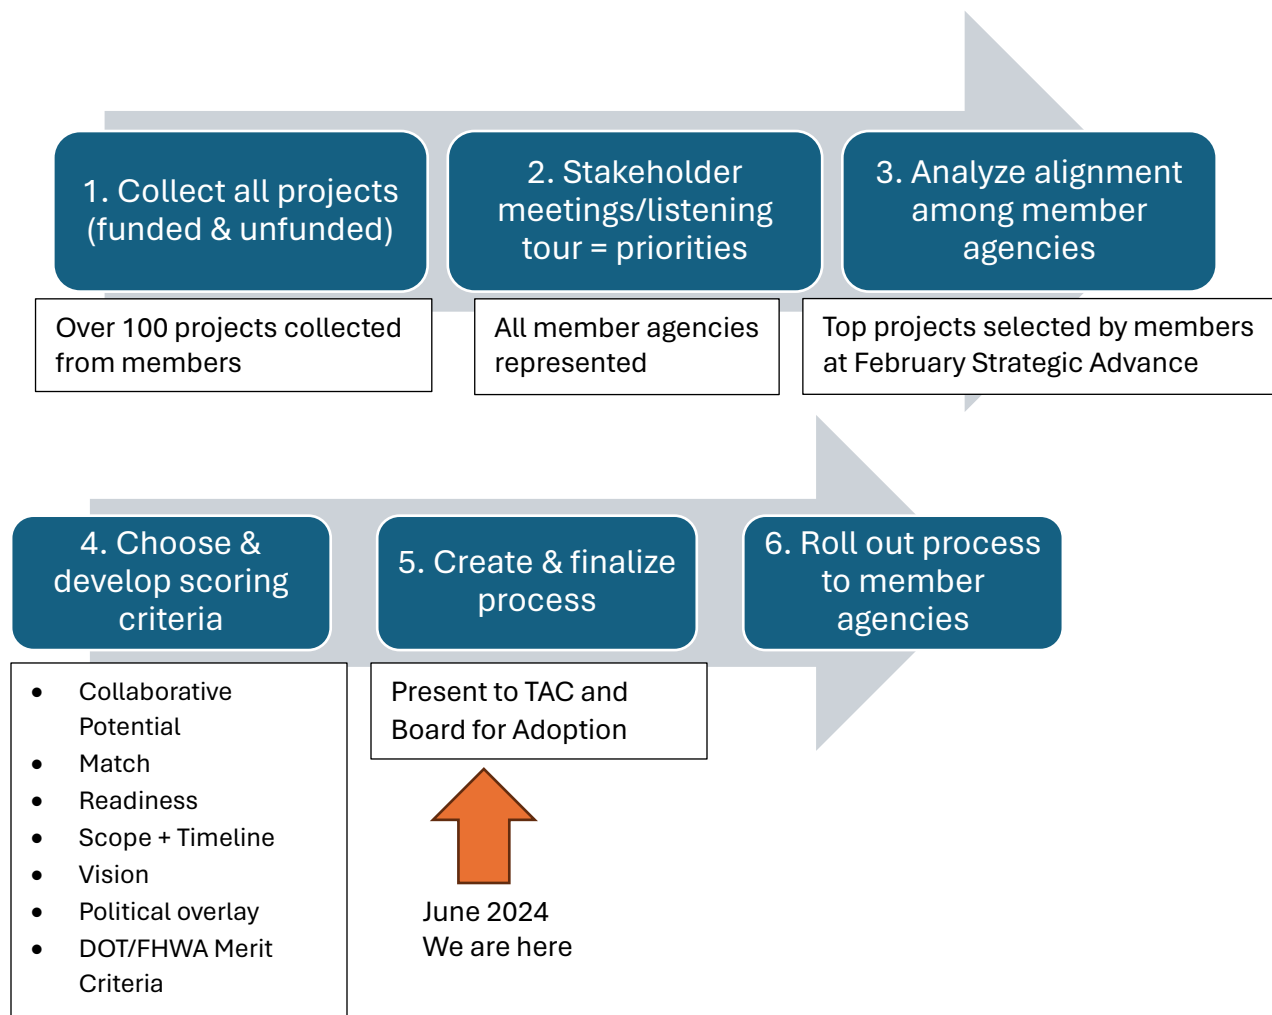 1. Collect all projects
(funded & unfunded)
2. Stakeholder
meetings/listening
tour = priorities
3. Analyze alignment
among member
agencies
Over 100 projects collected
from members
All member agencies
represented
Top projects selected by members
at February Strategic Advance
4. Choose &
develop scoring
criteria
5. Create & finalize
process
6. Roll out process
to member
agencies
• Collaborative
Potential
• Match
• Readiness
• Scope + Timeline
• Vision
• Political overlay
• DOT/FHWA Merit
Criteria
Present to TAC and
Board for Adoption
June 2024
We are here